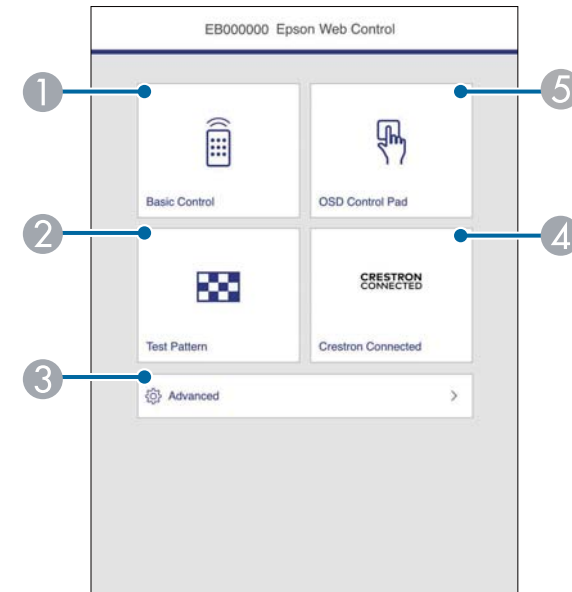 EB000000 Epson Web Control
1
5
Basic Control
OSD Control Pad
2
4
CRESTRON
CONNECTED
Test Pattern
Crestron Connected
3
Advanced